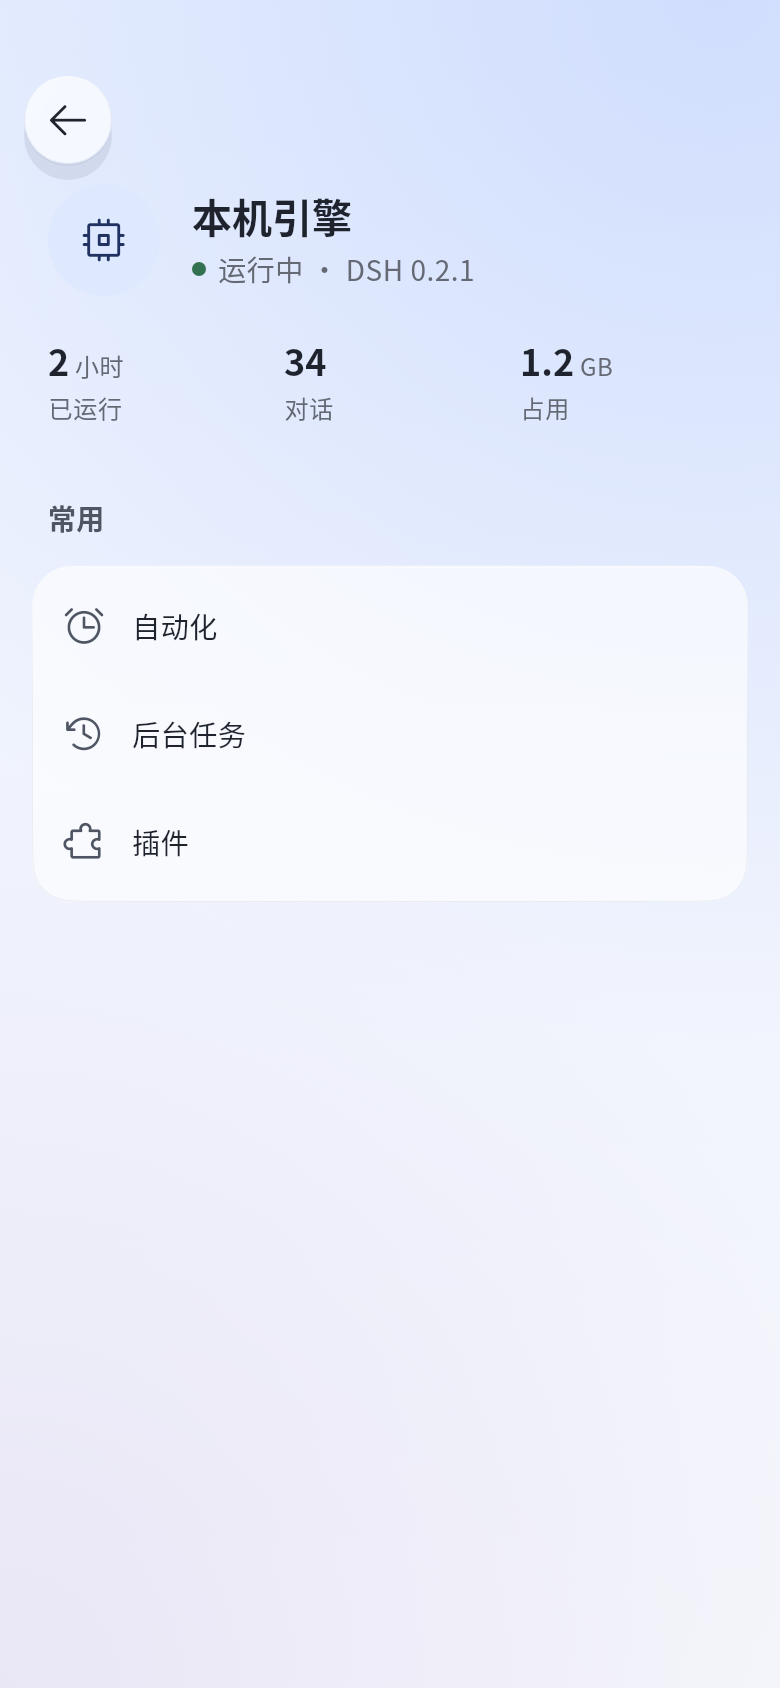 本机引擎
运行中 · DSH 0.2.1
2 小时
已运行
34
对话
1.2 GB
占用
常用
自动化
后台任务
插件